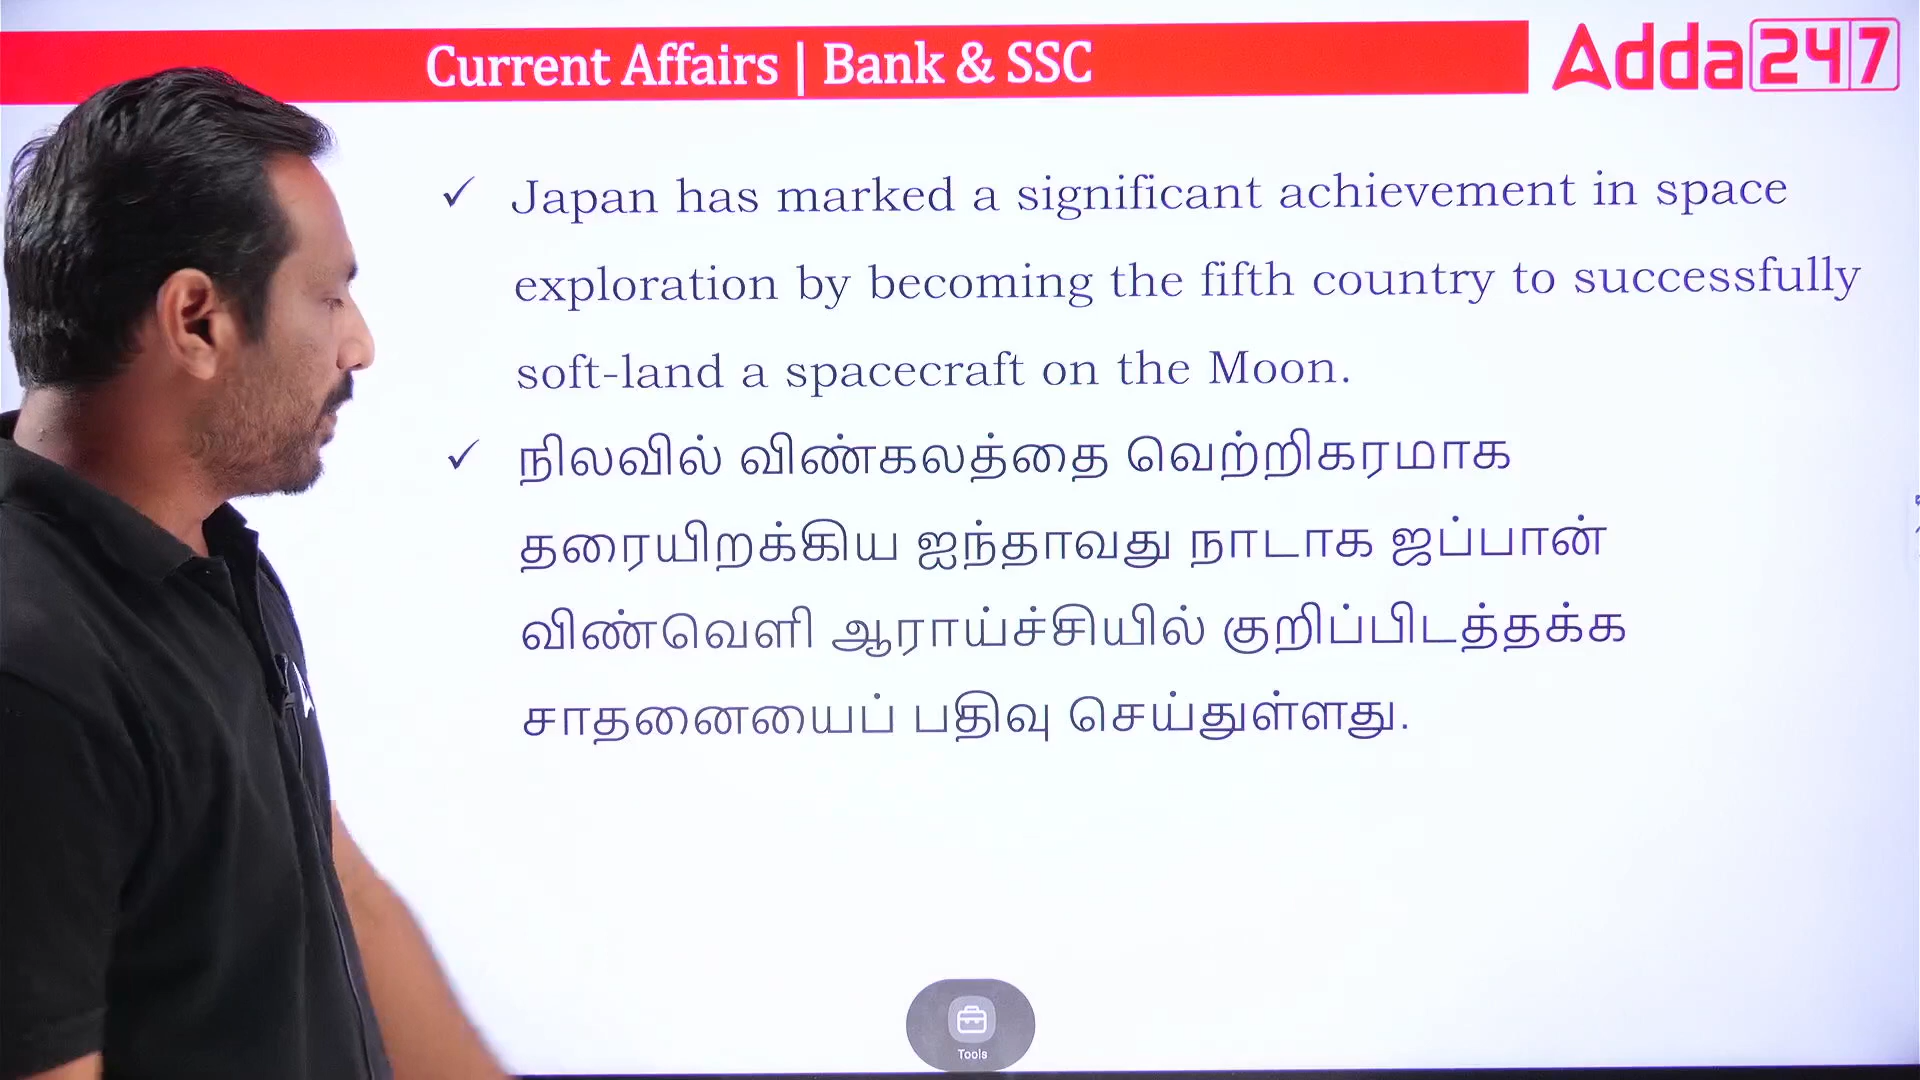 Current Affairs | Bank & SSC
Adda247
✓ Japan has marked a significant achievement in space
exploration by becoming the fifth country to successfully
soft-land a spacecraft on the Moon.
✓ நிலவில் விண்கலத்தை வெற்றிகரமாக
தரையிறக்கிய ஐந்தாவது நாடாக ஜப்பான்
விண்வெளி ஆராய்ச்சியில் குறிப்பிடத்தக்க
சாதனையைப் பதிவு செய்துள்ளது.
Tools